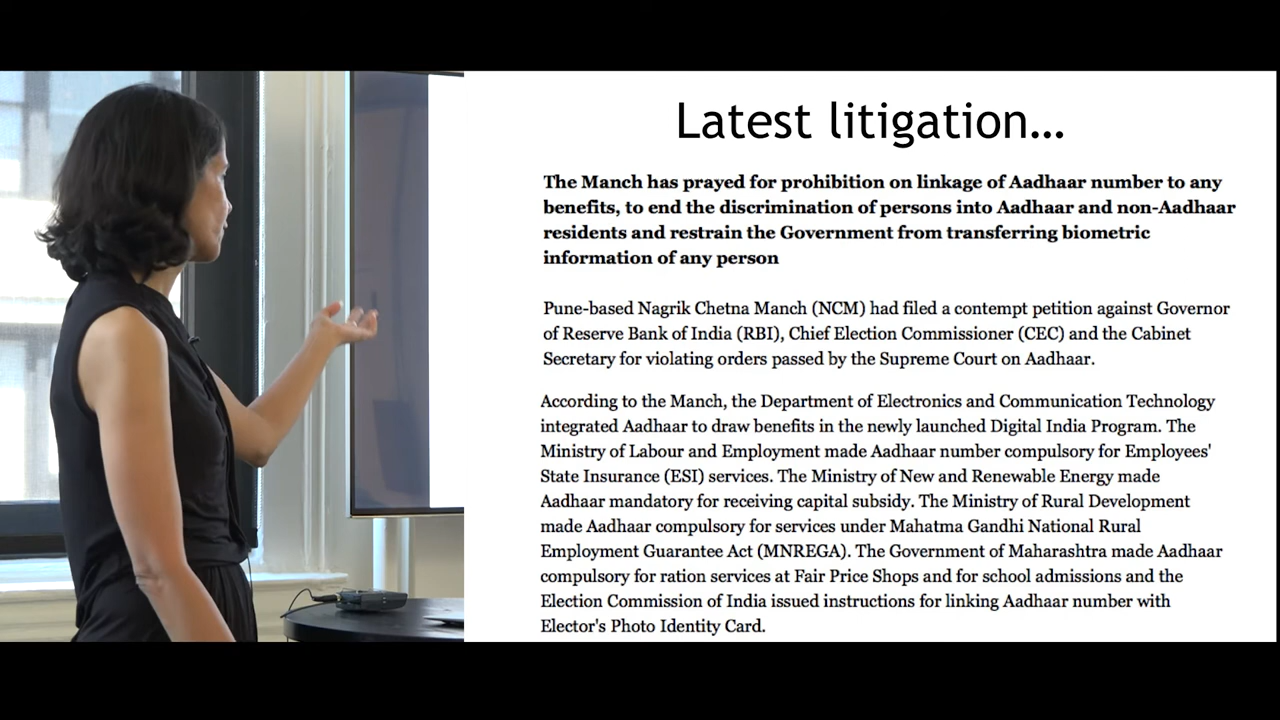 Latest litigation…
The Manch has prayed for prohibition on linkage of Aadhaar number to any
benefits, to end the discrimination of persons into Aadhaar and non-Aadhaar
residents and restrain the Government from transferring biometric
information of any person
Pune-based Nagrik Chetna Manch (NCM) had filed a contempt petition against Governor
of Reserve Bank of India (RBI), Chief Election Commissioner (CEC) and the Cabinet
Secretary for violating orders passed by the Supreme Court on Aadhaar.
According to the Manch, the Department of Electronics and Communication Technology
integrated Aadhaar to draw benefits in the newly launched Digital India Program. The
Ministry of Labour and Employment made Aadhaar number compulsory for Employees'
State Insurance (ESI) services. The Ministry of New and Renewable Energy made
Aadhaar mandatory for receiving capital subsidy. The Ministry of Rural Development
made Aadhaar compulsory for services under Mahatma Gandhi National Rural
Employment Guarantee Act (MNREGA). The Government of Maharashtra made Aadhaar
compulsory for ration services at Fair Price Shops and for school admissions and the
Election Commission of India issued instructions for linking Aadhaar number with
Elector's Photo Identity Card.